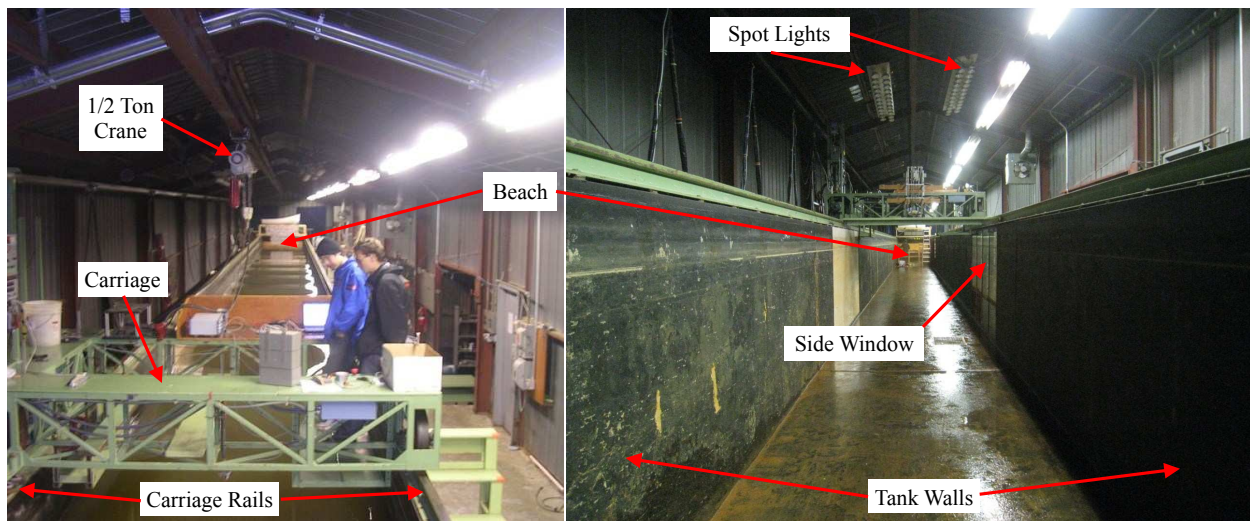 1/2 Ton
Crane
Spot Lights
Beach
Carriage
Side Window
Carriage Rails
Tank Walls